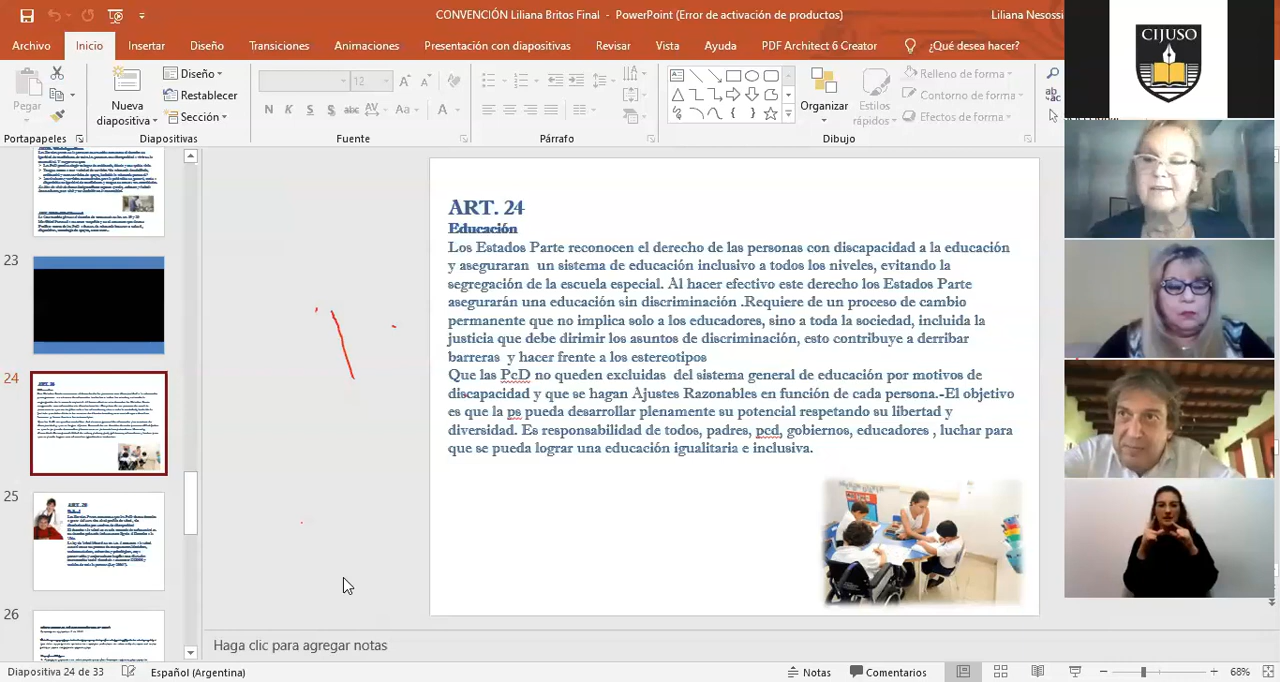 CONVENCIÓN Liliana Britos Final - PowerPoint (Error de activación de productos)
Liliana Nesossi
Archivo Inicio Insertar Diseño Transiciones Animaciones Presentación con diapositivas Revisar Vista Ayuda PDF Architect 6 Creator ¿Qué desea hacer?
Pegar
Nueva diapositiva
Diseño
Restablecer
Sección
12
N K S S abc AV Aa A
Organizar
Estilos rápidos
Relleno de forma
Contorno de forma
Efectos de forma
Portapapeles Diapositivas Fuente Párrafo Dibujo
CIJUSO
23
24
25
26
ART. 24
Educación
Los Estados Parte reconocen el derecho de las personas con discapacidad a la educación
y aseguraran un sistema de educación inclusivo a todos los niveles, evitando la
segregación de la escuela especial. Al hacer efectivo este derecho los Estados Parte
asegurarán una educación sin discriminación .Requiere de un proceso de cambio
permanente que no implica solo a los educadores, sino a toda la sociedad, incluida la
justicia que debe dirimir los asuntos de discriminación, esto contribuye a derribar
barreras y hacer frente a los estereotipos
Que las PcD no queden excluidas del sistema general de educación por motivos de
discapacidad y que se hagan Ajustes Razonables en función de cada persona.-El objetivo
es que la ps pueda desarrollar plenamente su potencial respetando su libertad y
diversidad. Es responsabilidad de todos, padres, pcd, gobiernos, educadores , luchar para
que se pueda lograr una educación igualitaria e inclusiva.
Haga clic para agregar notas
Diapositiva 24 de 33 Español (Argentina) Notas Comentarios 68%